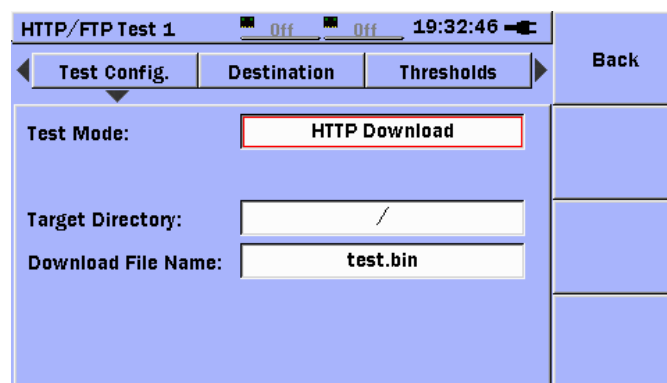 HTTP/FTP Test 1 Off Off 19:32:46
Back
Test Config. Destination Thresholds
Test Mode: HTTP Download
Target Directory: /
Download File Name: test.bin